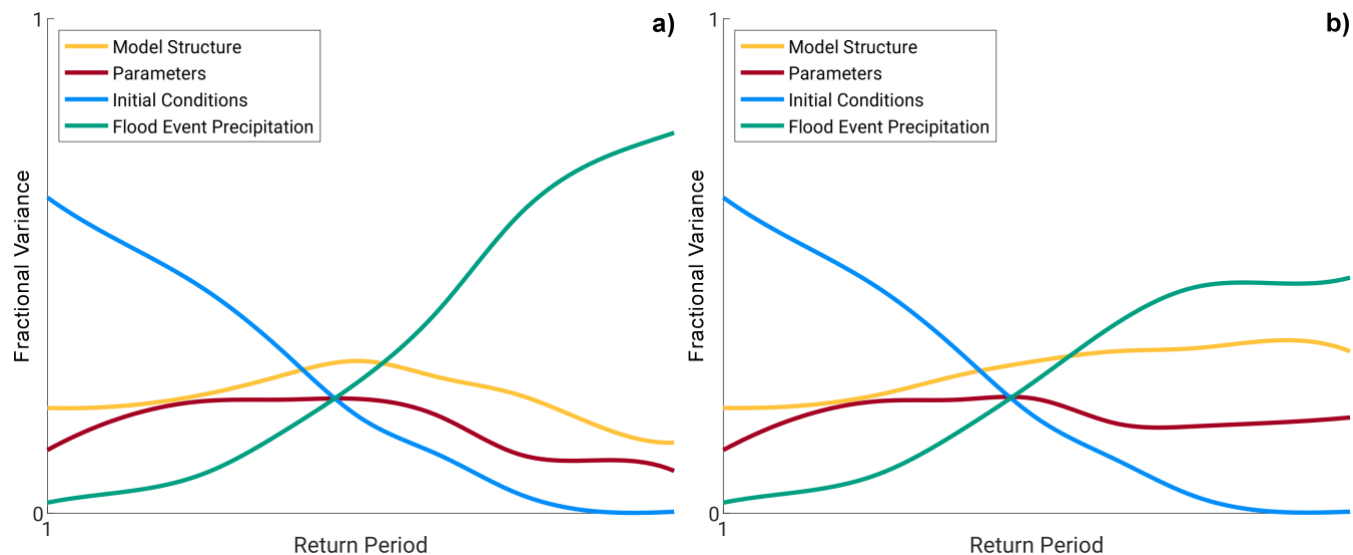 1
a)
Model Structure
Parameters
Initial Conditions
Flood Event Precipitation
Fractional Variance
0
1
Return Period
1
b)
Model Structure
Parameters
Initial Conditions
Flood Event Precipitation
Fractional Variance
0
1
Return Period